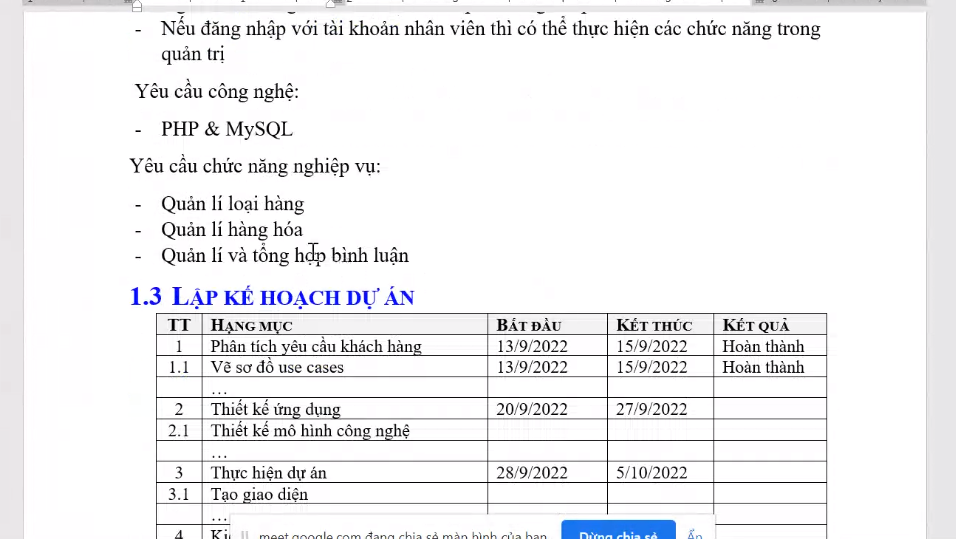 - Nếu đăng nhập với tài khoản nhân viên thì có thể thực hiện các chức năng trong
quản trị
Yêu cầu công nghệ:
- PHP & MySQL
Yêu cầu chức năng nghiệp vụ:
- Quản lí loại hàng
- Quản lí hàng hóa
- Quản lí và tổng hợp bình luận
1.3 LẬP KẾ HOẠCH DỰ ÁN
TT HẠNG MỤC BẮT ĐẦU KẾT THÚC KẾT QUẢ
1 Phân tích yêu cầu khách hàng 13/9/2022 15/9/2022 Hoàn thành
1.1 Vẽ sơ đồ use cases 13/9/2022 15/9/2022 Hoàn thành
…
2 Thiết kế ứng dụng 20/9/2022 27/9/2022
2.1 Thiết kế mô hình công nghệ
…
3 Thực hiện dự án 28/9/2022 5/10/2022
3.1 Tạo giao diện
…
4
meet.google.com đang chia sẻ màn hình của bạn. Dừng chia sẻ Ẩn